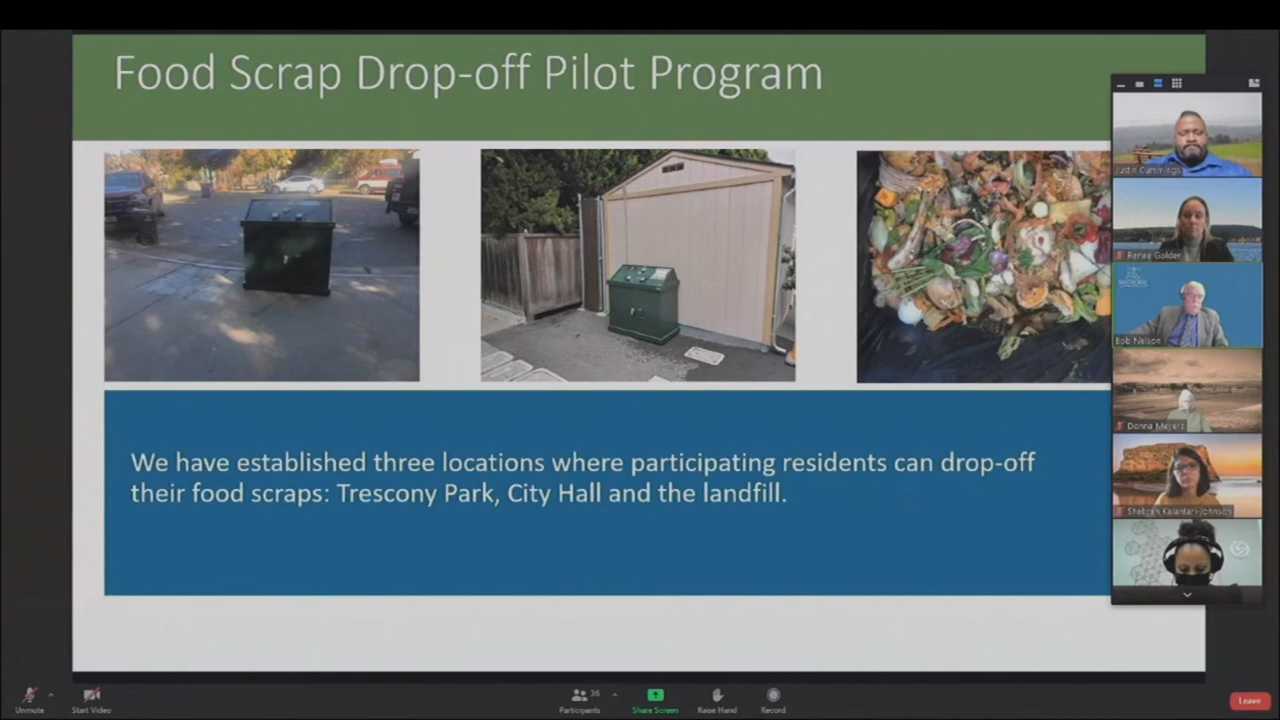 Food Scrap Drop-off Pilot Program
We have established three locations where participating residents can drop-off
their food scraps: Trescony Park, City Hall and the landfill.
Justin Cummings
Renee Golder
Bob Nelson
Donna Meyers
Shebreh Kalantari-Johnson
Unmute
Start Video
36
Participants
Share Screen
Raise Hand
Record
Leave